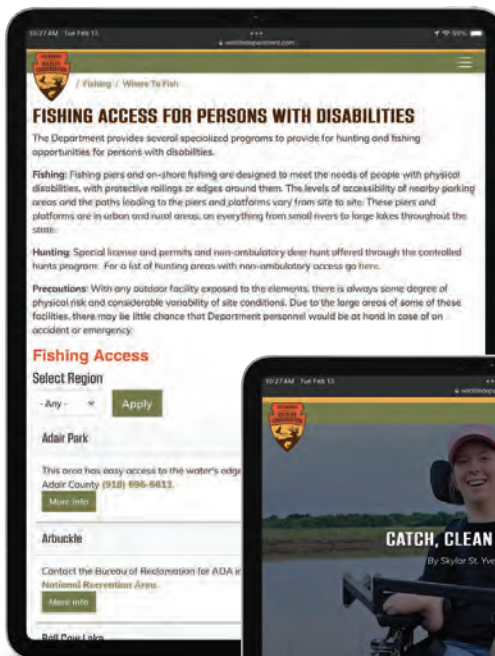 10:27 AM Tue Feb 13
99%
wildlifedepartment.com
/ Fishing / Where To Fish
FISHING ACCESS FOR PERSONS WITH DISABILITIES
The Department provides several specialized programs to provide for hunting and fishing
opportunities for persons with disabilities.
Fishing: Fishing piers and on-shore fishing are designed to meet the needs of people with physical
disabilities, with protective railings or edges around them. The levels of accessibility of nearby parking
areas and the paths leading to the piers and platforms vary from site to site. These piers and
platforms are in urban and rural areas, on everything from small rivers to large lakes throughout the
state.
Hunting: Special license and permits and non-ambulatory deer hunt offered through the controlled
hunts program. For a list of hunting areas with non-ambulatory access go here.
Precautions: With any outdoor facility exposed to the elements, there is always some degree of
physical risk and considerable variability of site conditions. Due to the large areas of some of these
facilities, there may be little chance that Department personnel would be at hand in case of an
accident or emergency.
Fishing Access
Select Region
- Any -
Apply
Adair Park
This area has easy access to the water's edge
Adair County (918) 696-6613.
More Info
Arbuckle
Contact the Bureau of Reclamation for ADA in
National Recreation Area.
More Info
Bell Cow Lake
10:27 AM Tue Feb 13
CATCH, CLEAN
By Skylar St. Yve